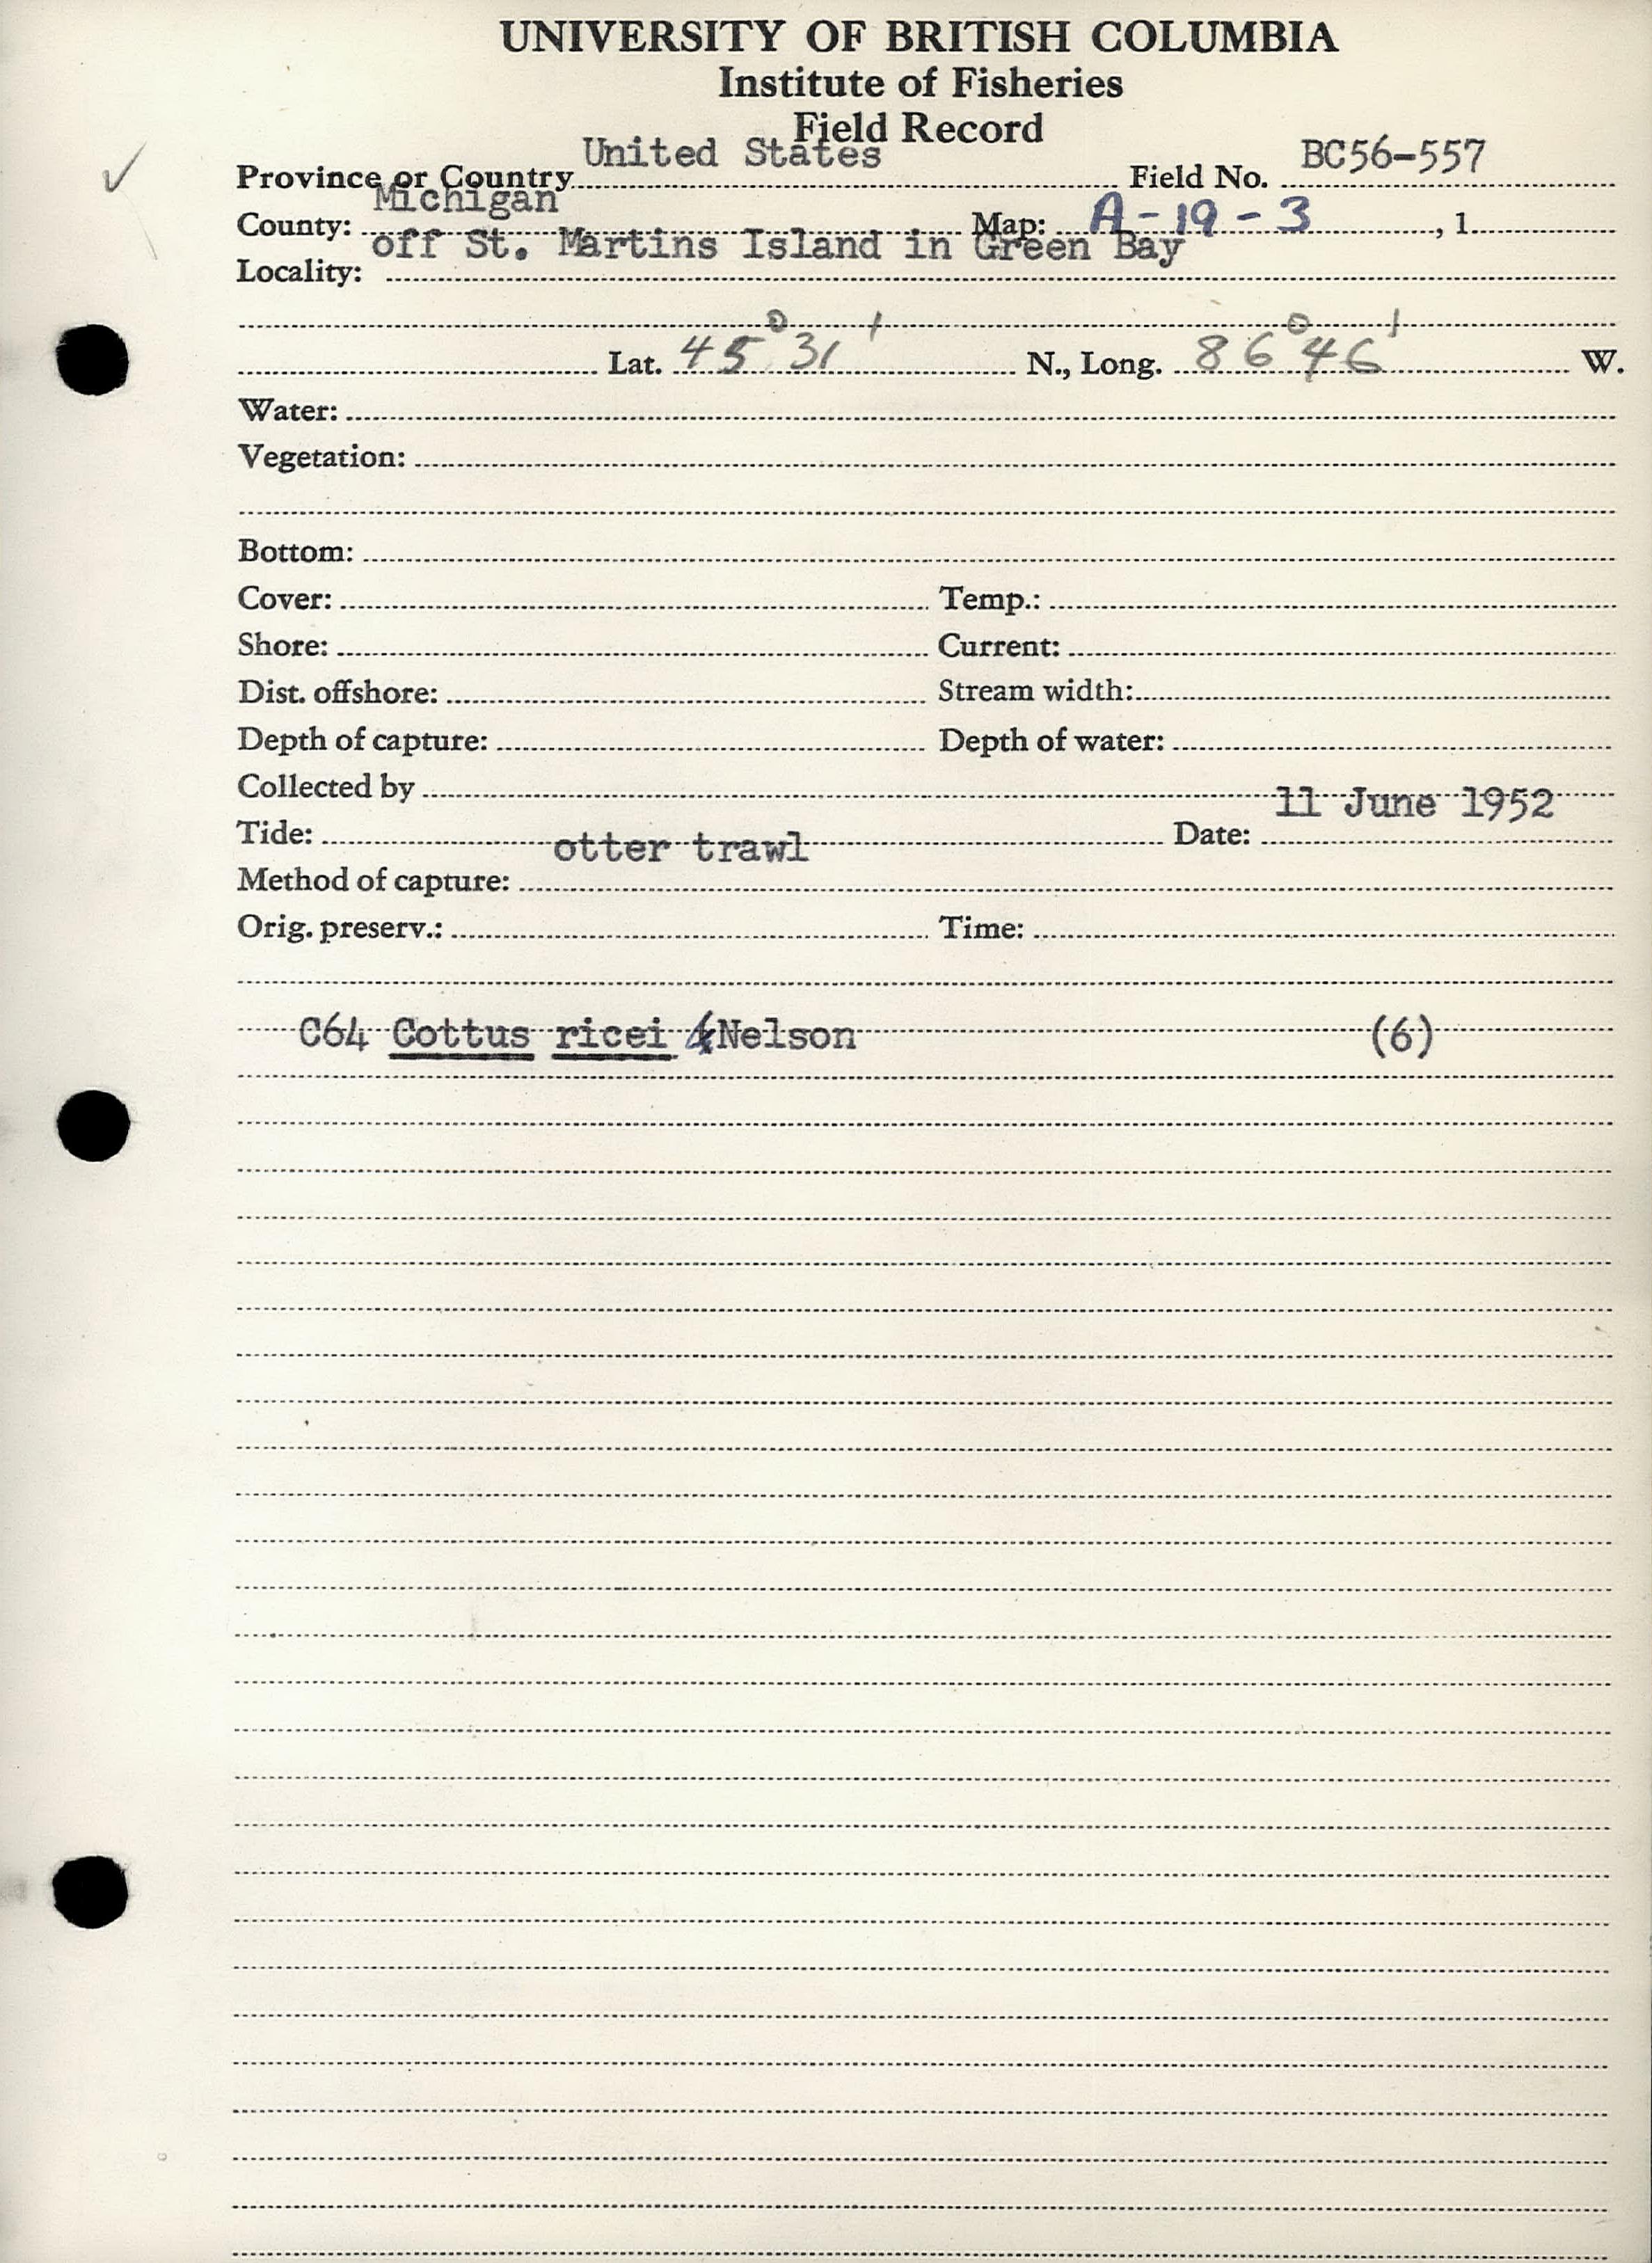 UNIVERSITY OF BRITISH COLUMBIA
Institute of Fisheries
Field Record
Province or Country United States Field No. BC56-557
County: Michigan Map: A-19-3, 1
Locality: off St. Martins Island in Green Bay
Lat. 45° 31' N., Long. 86° 46' W.
Water:
Vegetation:
Bottom:
Cover: Temp.:
Shore: Current:
Dist. offshore: Stream width:
Depth of capture: Depth of water:
Collected by
Tide: Date: 11 June 1952
Method of capture: otter trawl
Orig. preserv.: Time:
C64 Cottus ricei Nelson (6)